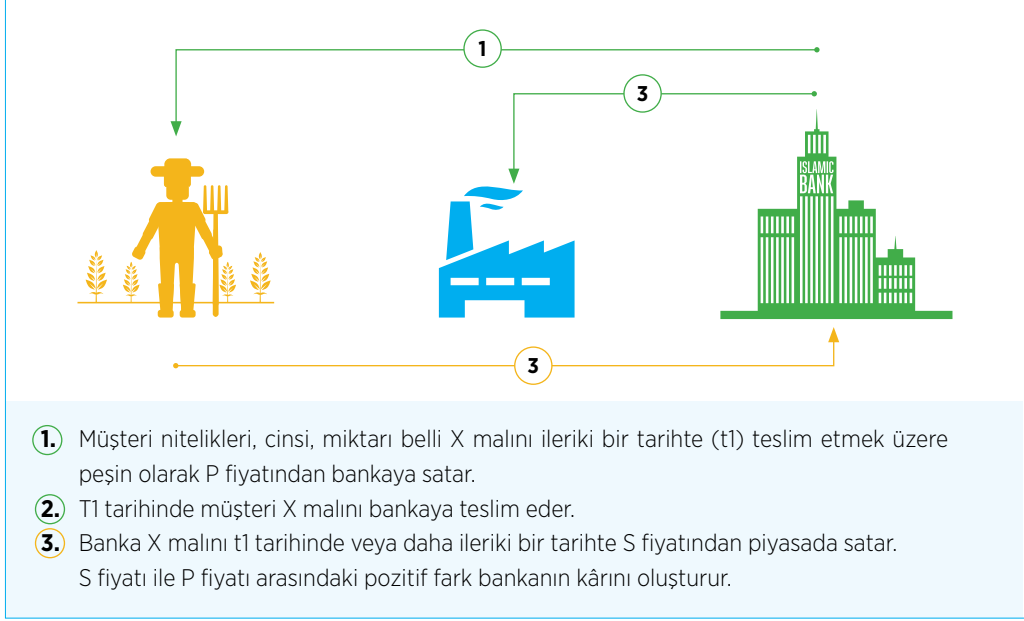 1
3
ISLAMIC
BANK
3
1. Müşteri nitelikleri, cinsi, miktarı belli X malını ileriki bir tarihte (t1) teslim etmek üzere
peşin olarak P fiyatından bankaya satar.
2. T1 tarihinde müşteri X malını bankaya teslim eder.
3. Banka X malını t1 tarihinde veya daha ileriki bir tarihte S fiyatından piyasada satar.
S fiyatı ile P fiyatı arasındaki pozitif fark bankanın kârını oluşturur.